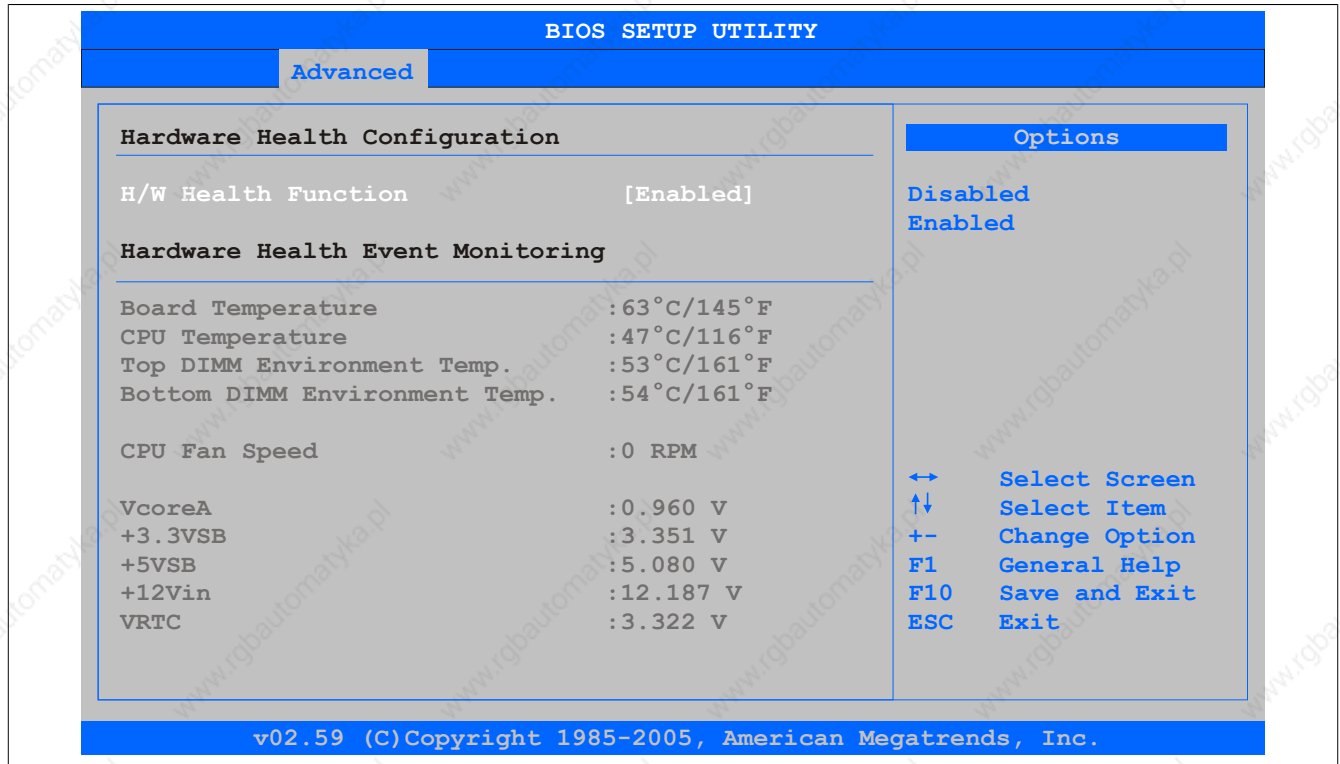 BIOS SETUP UTILITY
Advanced
Hardware Health Configuration
H/W Health Function [Enabled]
Hardware Health Event Monitoring
Board Temperature :63°C/145°F
CPU Temperature :47°C/116°F
Top DIMM Environment Temp. :53°C/161°F
Bottom DIMM Environment Temp. :54°C/161°F
CPU Fan Speed :0 RPM
VcoreA :0.960 V
+3.3VSB :3.351 V
+5VSB :5.080 V
+12Vin :12.187 V
VRTC :3.322 V
Options
Disabled
Enabled
↔ Select Screen
↑↓ Select Item
+- Change Option
F1 General Help
F10 Save and Exit
ESC Exit
v02.59 (C)Copyright 1985-2005, American Megatrends, Inc.
www.rgbautomatyka.pl